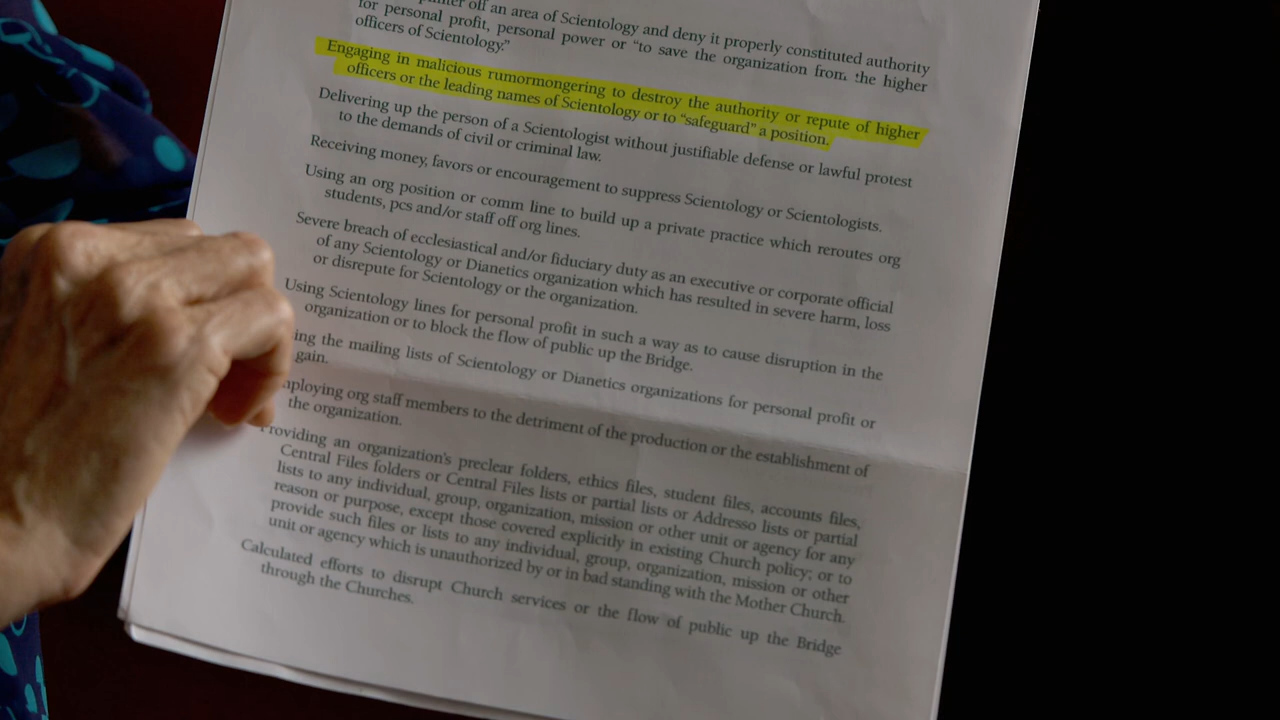 off an area of Scientology and deny it properly constituted authority
for personal profit, personal power or “to save the organization from the higher
officers of Scientology.”
Engaging in malicious rumormongering to destroy the authority or repute of higher
officers or the leading names of Scientology or to “safeguard” a position.
Delivering up the person of a Scientologist without justifiable defense or lawful protest
to the demands of civil or criminal law.
Receiving money, favors or encouragement to suppress Scientology or Scientologists.
Using an org position or comm line to build up a private practice which reroutes org
students, pcs and/or staff off org lines.
Severe breach of ecclesiastical and/or fiduciary duty as an executive or corporate official
of any Scientology or Dianetics organization which has resulted in severe harm, loss
or disrepute for Scientology or the organization.
Using Scientology lines for personal profit in such a way as to cause disruption in the
organization or to block the flow of public up the Bridge.
ing the mailing lists of Scientology or Dianetics organizations for personal profit or
gain.
mploying org staff members to the detriment of the production or the establishment of
the organization.
Providing an organization’s preclear folders, ethics files, student files, accounts files,
Central Files folders or Central Files lists or partial lists or Addresso lists or partial
lists to any individual, group, organization, mission or other unit or agency for any
reason or purpose, except those covered explicitly in existing Church policy; or to
provide such files or lists to any individual, group, organization, mission or other
unit or agency which is unauthorized by or in bad standing with the Mother Church.
Calculated efforts to disrupt Church services or the flow of public up the Bridge
through the Churches.